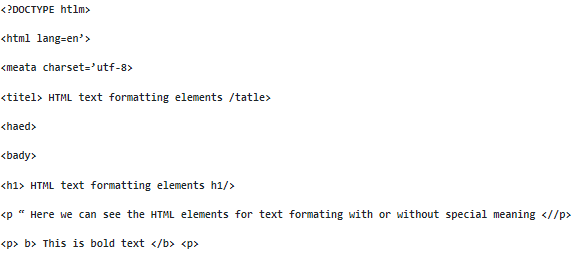 <?DOCTYPE htlm>
<html lang=en’>
<meata charset=’utf-8>
<titel> HTML text formatting elements /tatle>
<haed>
<bady>
<h1> HTML text formatting elements h1/>
<p “ Here we can see the HTML elements for text formating with or without special meaning <//p>
<p> b> This is bold text </b> <p>